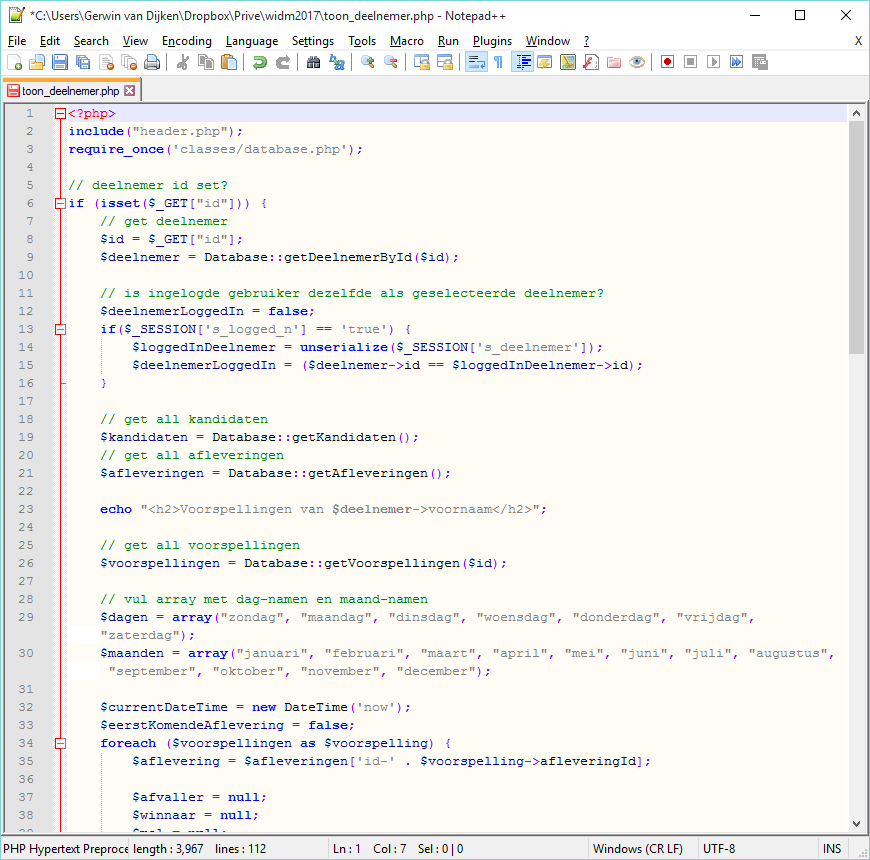 *C:\Users\Gerwin van Dijken\Dropbox\Prive\widm2017\toon_deelnemer.php - Notepad++
File Edit Search View Encoding Language Settings Tools Macro Run Plugins Window ? X
toon_deelnemer.php
1 <?php
2 include("header.php");
3 require_once('classes/database.php');
4
5 // deelnemer id set?
6 if (isset($_GET["id"])) {
7 // get deelnemer
8 $id = $_GET["id"];
9 $deelnemer = Database::getDeelnemerById($id);
10
11 // is ingelogde gebruiker dezelfde als geselecteerde deelnemer?
12 $deelnemerLoggedIn = false;
13 if($_SESSION['s_logged_n'] == 'true') {
14 $loggedInDeelnemer = unserialize($_SESSION['s_deelnemer']);
15 $deelnemerLoggedIn = ($deelnemer->id == $loggedInDeelnemer->id);
16 }
17
18 // get all kandidaten
19 $kandidaten = Database::getKandidaten();
20 // get all afleveringen
21 $afleveringen = Database::getAfleveringen();
22
23 echo "<h2>Voorspellingen van $deelnemer->voornaam</h2>";
24
25 // get all voorspellingen
26 $voorspellingen = Database::getVoorspellingen($id);
27
28 // vul array met dag-namen en maand-namen
29 $dagen = array("zondag", "maandag", "dinsdag", "woensdag", "donderdag", "vrijdag",
"zaterdag");
30 $maanden = array("januari", "februari", "maart", "april", "mei", "juni", "juli", "augustus",
"september", "oktober", "november", "december");
31
32 $currentDateTime = new DateTime('now');
33 $eerstKomendeAflevering = false;
34 foreach ($voorspellingen as $voorspelling) {
35 $aflevering = $afleveringen['id-' . $voorspelling->afleveringId];
36
37 $afvaller = null;
38 $winnaar = null;
PHP Hypertext Preproce length : 3,967 lines : 112 Ln : 1 Col : 7 Sel : 0 | 0 Windows (CR LF) UTF-8 INS